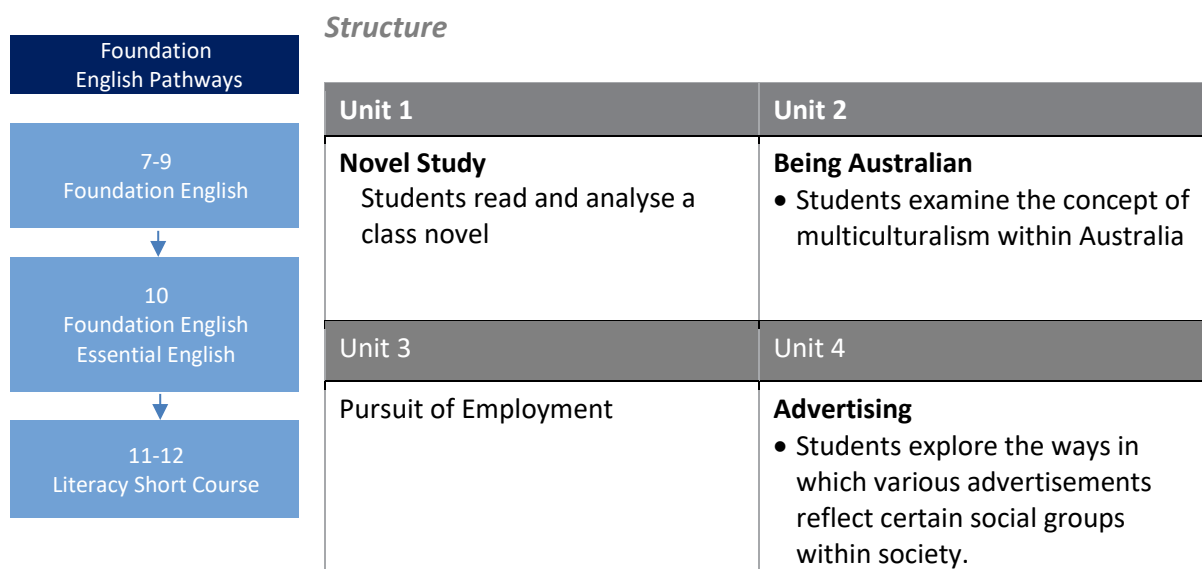 Structure
Foundation
English Pathways
7-9
Foundation English
10
Foundation English
Essential English
11-12
Literacy Short Course
Unit 1
Unit 2
Novel Study
Students read and analyse a
class novel
Being Australian
• Students examine the concept of
multiculturalism within Australia
Unit 3
Unit 4
Pursuit of Employment
Advertising
• Students explore the ways in
which various advertisements
reflect certain social groups
within society.